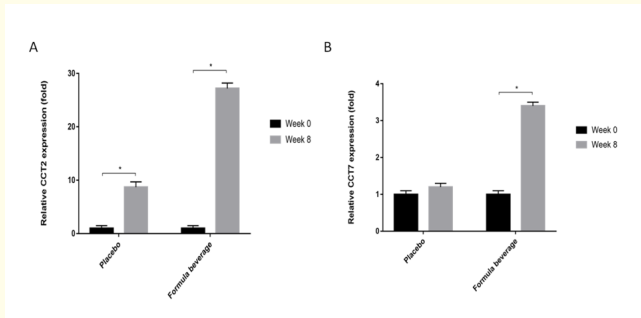 A
Relative CCT2 expression (fold)
30
20
10
0
*
*
Placebo
Formula beverage
Week 0
Week 8
B
Relative CCT7 expression (fold)
4
3
2
1
0
*
Placebo
Formula beverage
Week 0
Week 8